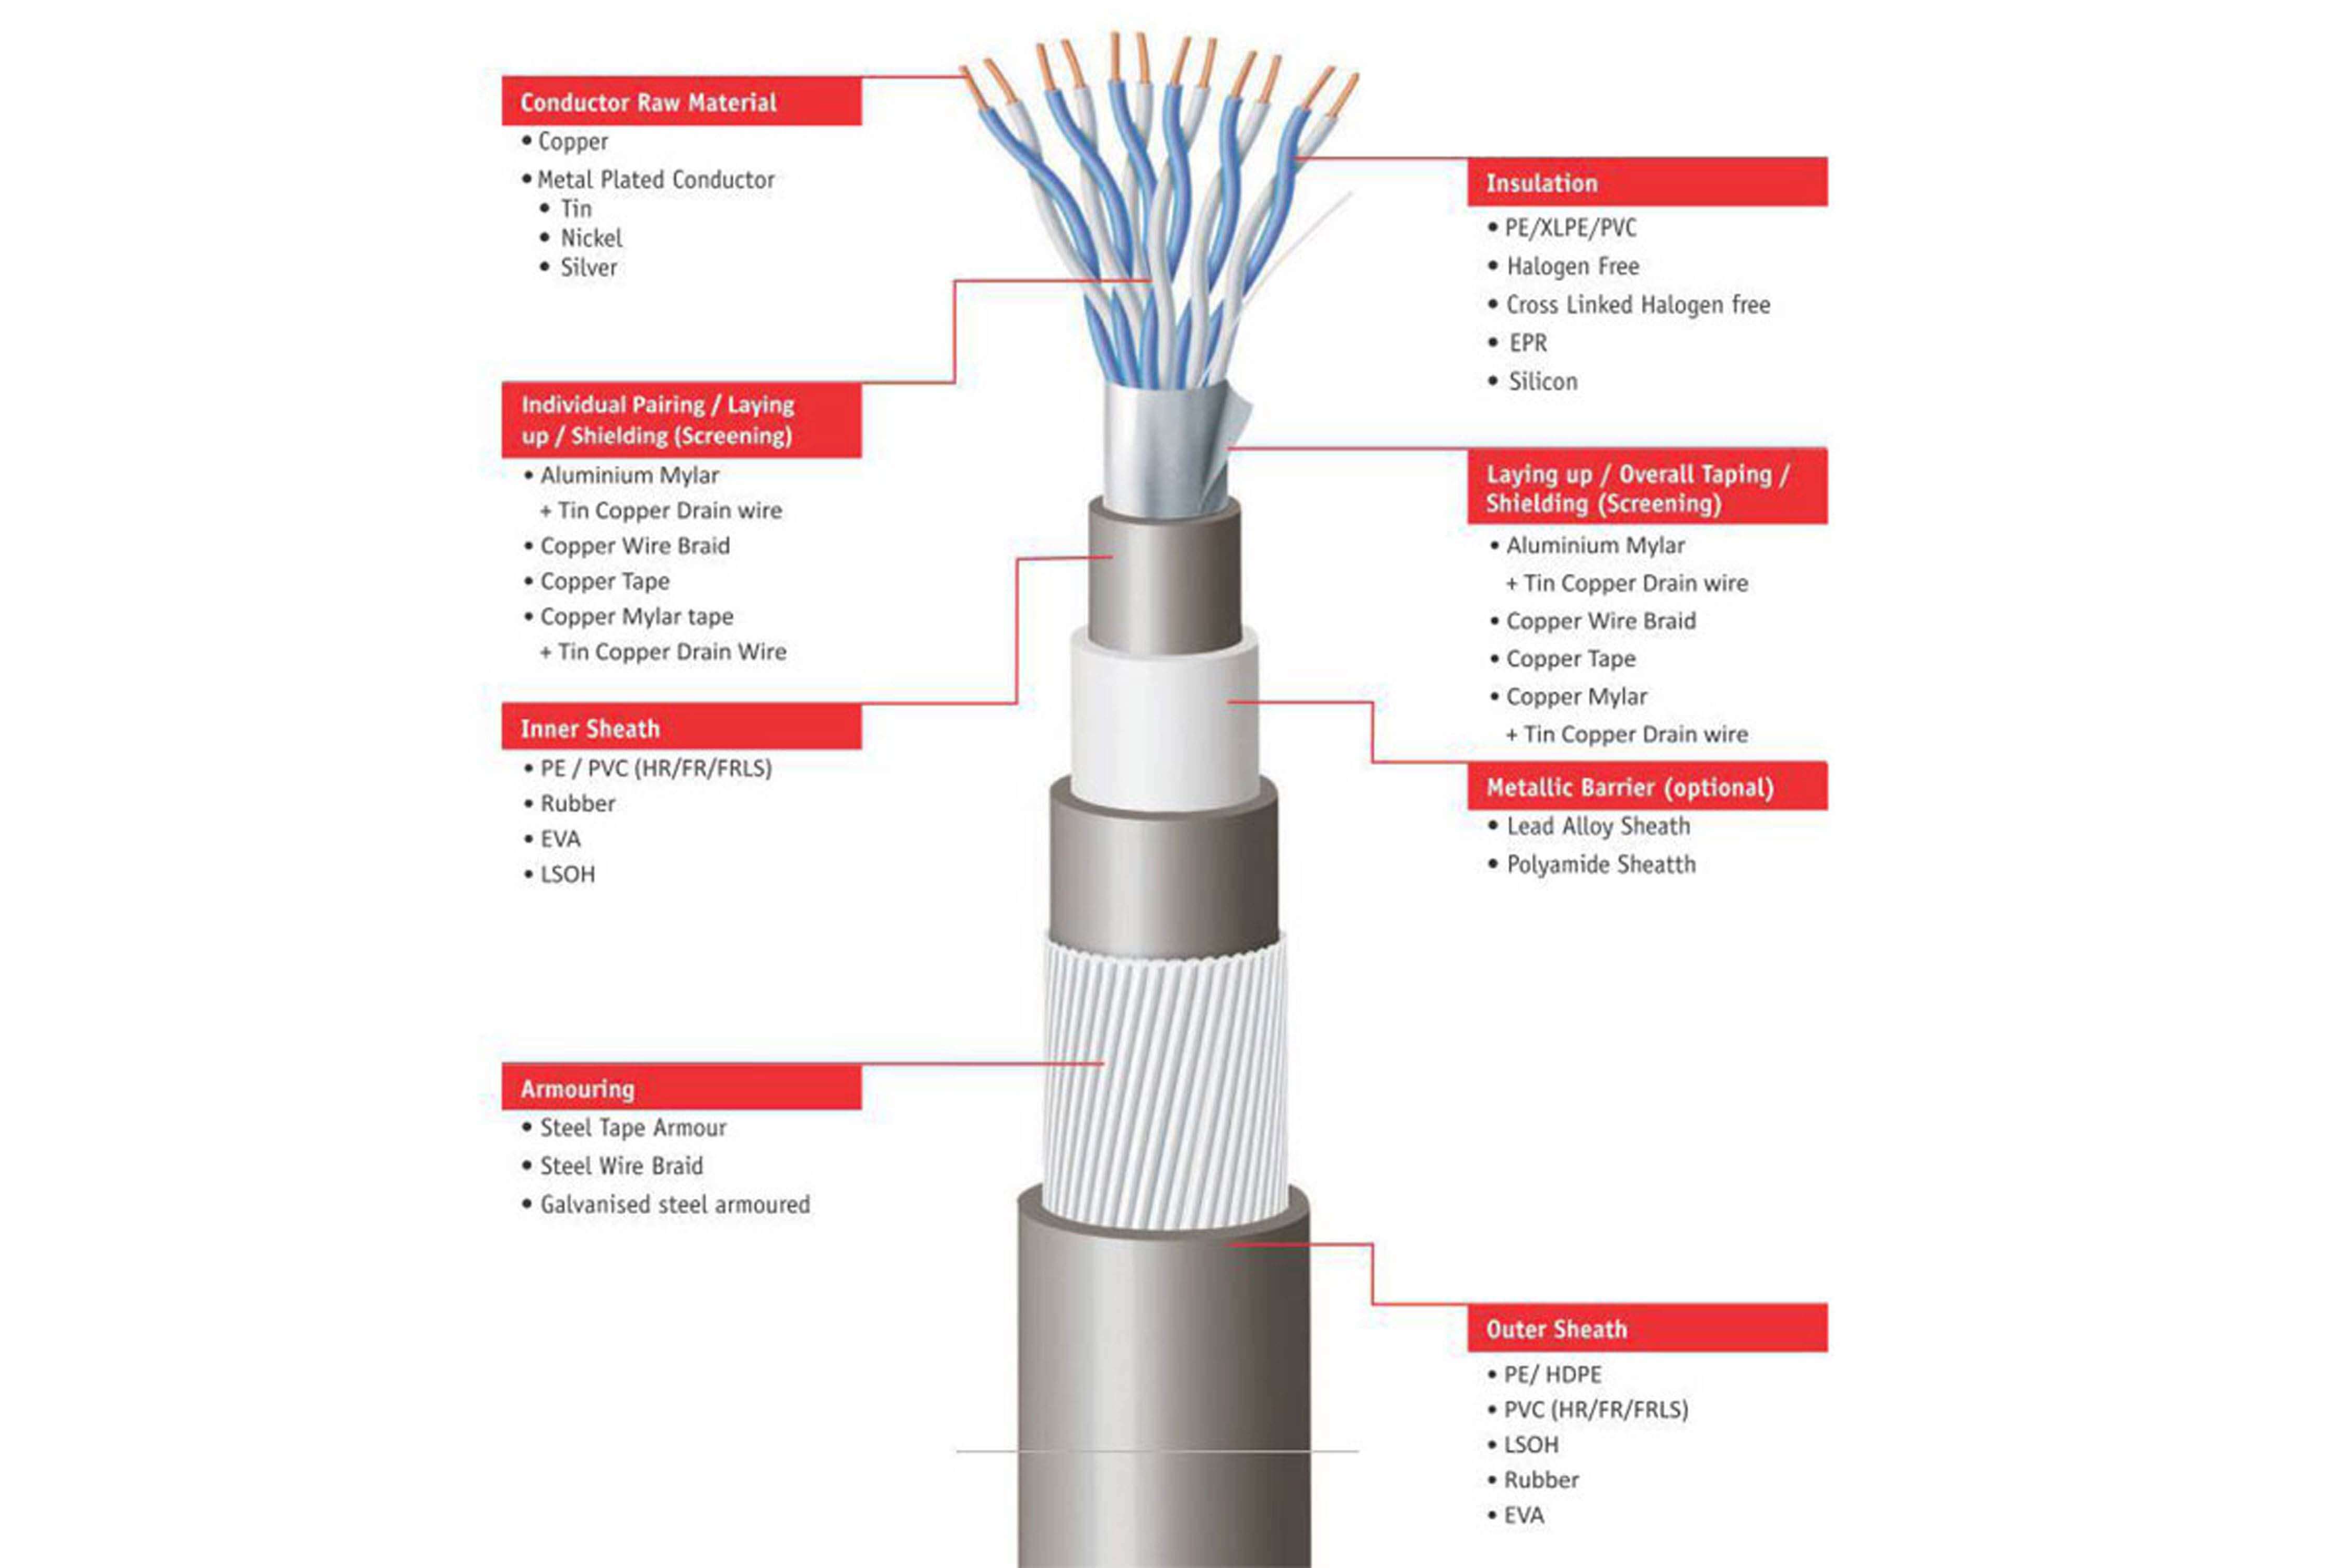 Conductor Raw Material
• Copper
• Metal Plated Conductor
• Tin
• Nickel
• Silver
Individual Pairing / Laying
up / Shielding (Screening)
• Aluminium Mylar
+ Tin Copper Drain wire
• Copper Wire Braid
• Copper Tape
• Copper Mylar tape
+ Tin Copper Drain Wire
Inner Sheath
• PE / PVC (HR/FR/FRLS)
• Rubber
• EVA
• LSOH
Armouring
• Steel Tape Armour
• Steel Wire Braid
• Galvanised steel armoured
Insulation
• PE/XLPE/PVC
• Halogen Free
• Cross Linked Halogen free
• EPR
• Silicon
Laying up / Overall Taping /
Shielding (Screening)
• Aluminium Mylar
+ Tin Copper Drain wire
• Copper Wire Braid
• Copper Tape
• Copper Mylar
+ Tin Copper Drain wire
Metallic Barrier (optional)
• Lead Alloy Sheath
• Polyamide Sheatth
Outer Sheath
• PE/ HDPE
• PVC (HR/FR/FRLS)
• LSOH
• Rubber
• EVA